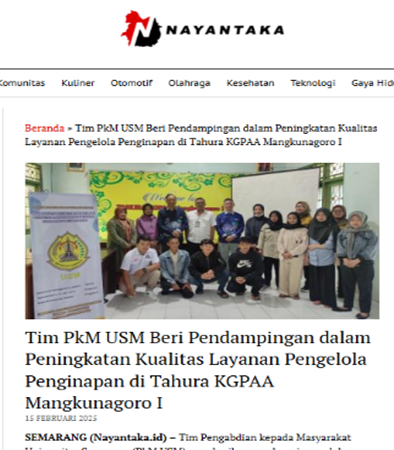 NAYANTAKA
Komunitas Kuliner Otomotif Olahraga Kesehatan Teknologi Gaya Hid
Beranda » Tim PkM USM Beri Pendampingan dalam Peningkatan Kualitas
Layanan Pengelola Penginapan di Tahura KGPAA Mangkunagoro I
Tim PkM USM Beri Pendampingan dalam
Peningkatan Kualitas Layanan Pengelola
Penginapan di Tahura KGPAA
Mangkunagoro I
15 FEBRUARI 2025
SEMARANG (Nayantaka.id) – Tim Pengabdian kepada Masyarakat